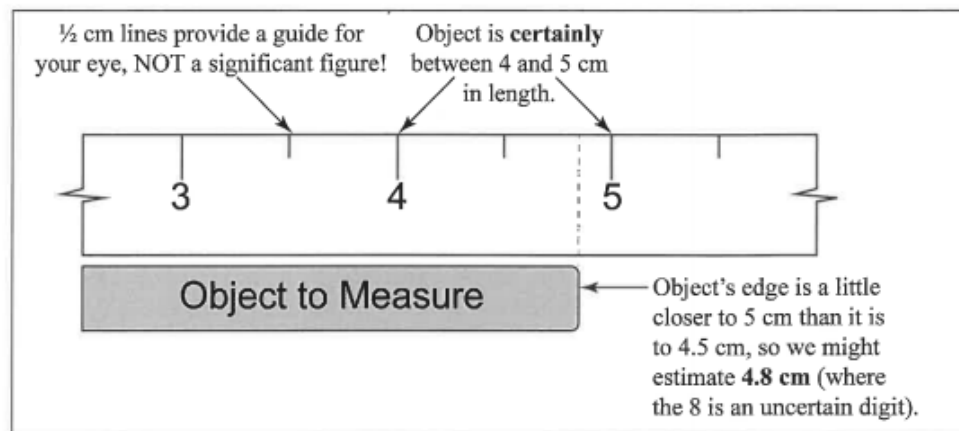 ½ cm lines provide a guide for
your eye, NOT a significant figure!
Object is certainly
between 4 and 5 cm
in length.
3
4
5
Object to Measure
Object's edge is a little
closer to 5 cm than it is
to 4.5 cm, so we might
estimate 4.8 cm (where
the 8 is an uncertain digit).